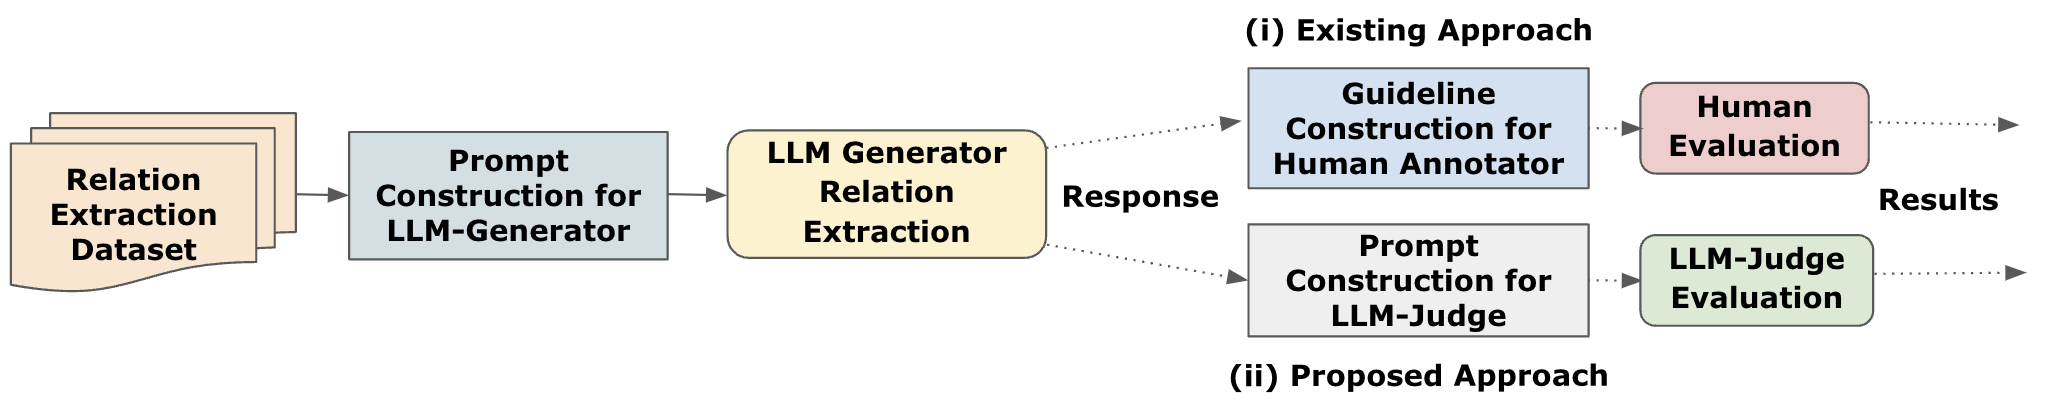 Relation
Extraction
Dataset
Prompt
Construction for
LLM-Generator
LLM Generator
Relation
Extraction
Response
(i) Existing Approach
Guideline
Construction for
Human Annotator
Human
Evaluation
Prompt
Construction for
LLM-Judge
LLM-Judge
Evaluation
(ii) Proposed Approach
Results